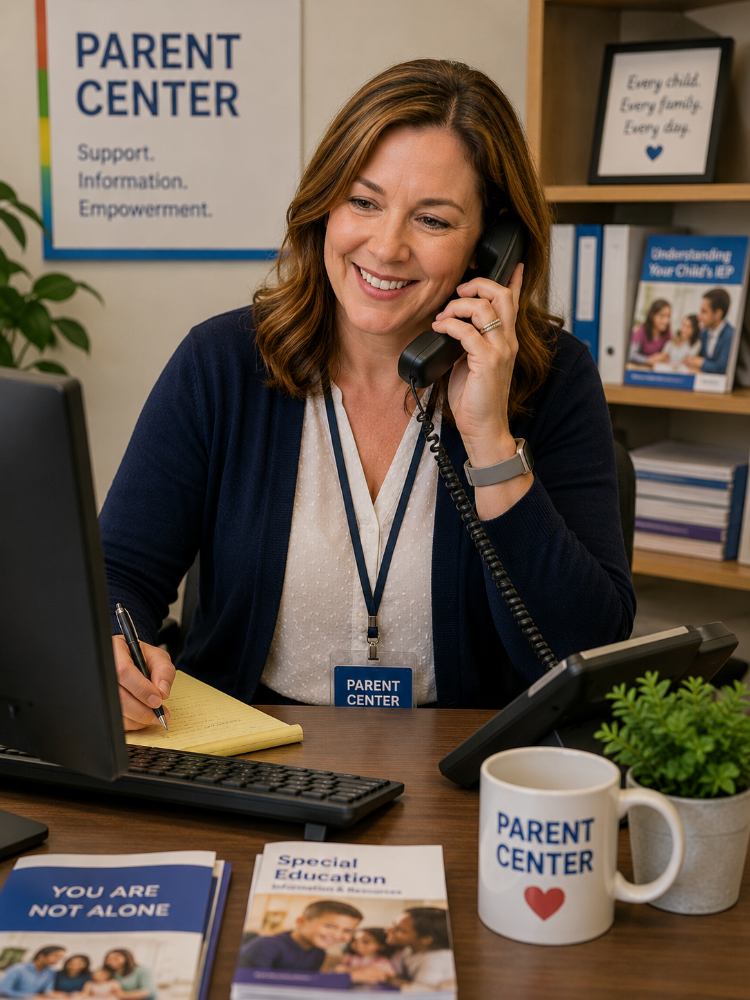 PARENT
CENTER
Support.
Information.
Empowerment.
Every child.
Every family.
Every day.
Understanding
Your Child's IEP
PARENT
CENTER
PARENT
CENTER
YOU ARE
NOT ALONE
Special
Education
Information & Resources